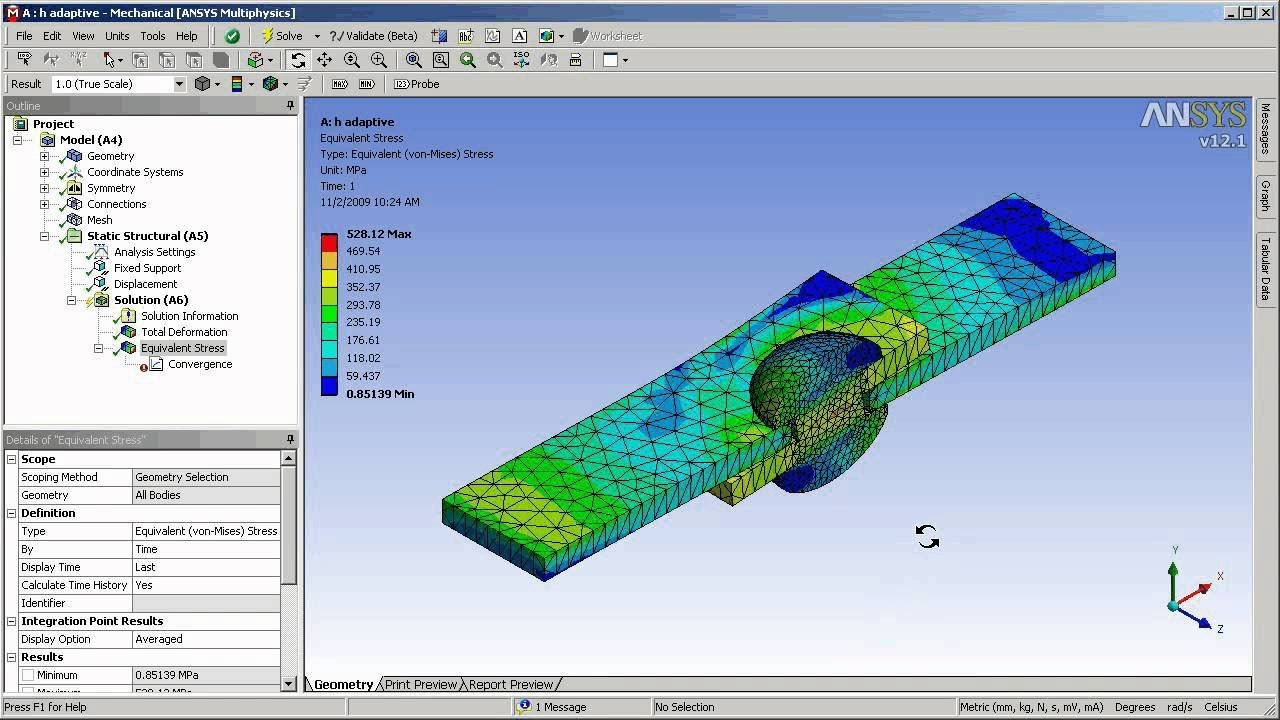 A : h adaptive - Mechanical [ANSYS Multiphysics]
File Edit View Units Tools Help Solve ?/ Validate (Beta) A Worksheet
ISO
Result 1.0 (True Scale) MAX MIN 123 Probe
Outline
Project
Model (A4)
Geometry
Coordinate Systems
Symmetry
Connections
Mesh
Static Structural (A5)
Analysis Settings
Fixed Support
Displacement
Solution (A6)
Solution Information
Total Deformation
Equivalent Stress
Convergence
Details of "Equivalent Stress"
Scope
Scoping Method Geometry Selection
Geometry All Bodies
Definition
Type Equivalent (von-Mises) Stress
By Time
Display Time Last
Calculate Time History Yes
Identifier
Integration Point Results
Display Option Averaged
Results
Minimum 0.85139 MPa
A: h adaptive
Equivalent Stress
Type: Equivalent (von-Mises) Stress
Unit: MPa
Time: 1
11/2/2009 10:24 AM
528.12 Max
469.54
410.95
352.37
293.78
235.19
176.61
118.02
59.437
0.85139 Min
ANSYS
v12.1
Y
X
Z
Geometry Print Preview Report Preview
Messages
Graph
Tabular Data
Press F1 for Help 1 Message No Selection Metric (mm, kg, N, s, mV, mA) Degrees rad/s Celsius